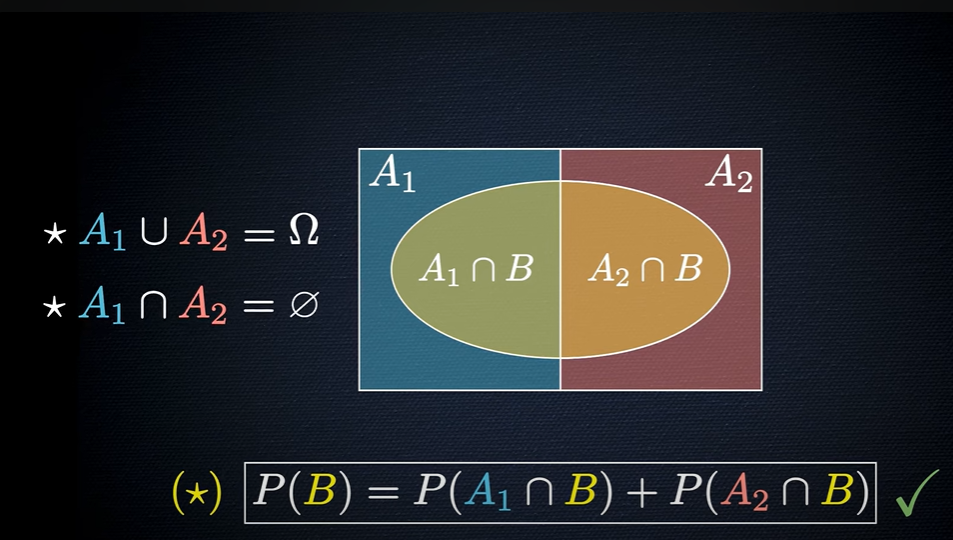 A₁ A₂
⋆ A₁ ∪ A₂ = Ω
A₁ ∩ B A₂ ∩ B
⋆ A₁ ∩ A₂ = ∅
(⋆) P(B) = P(A₁ ∩ B) + P(A₂ ∩ B) ✓